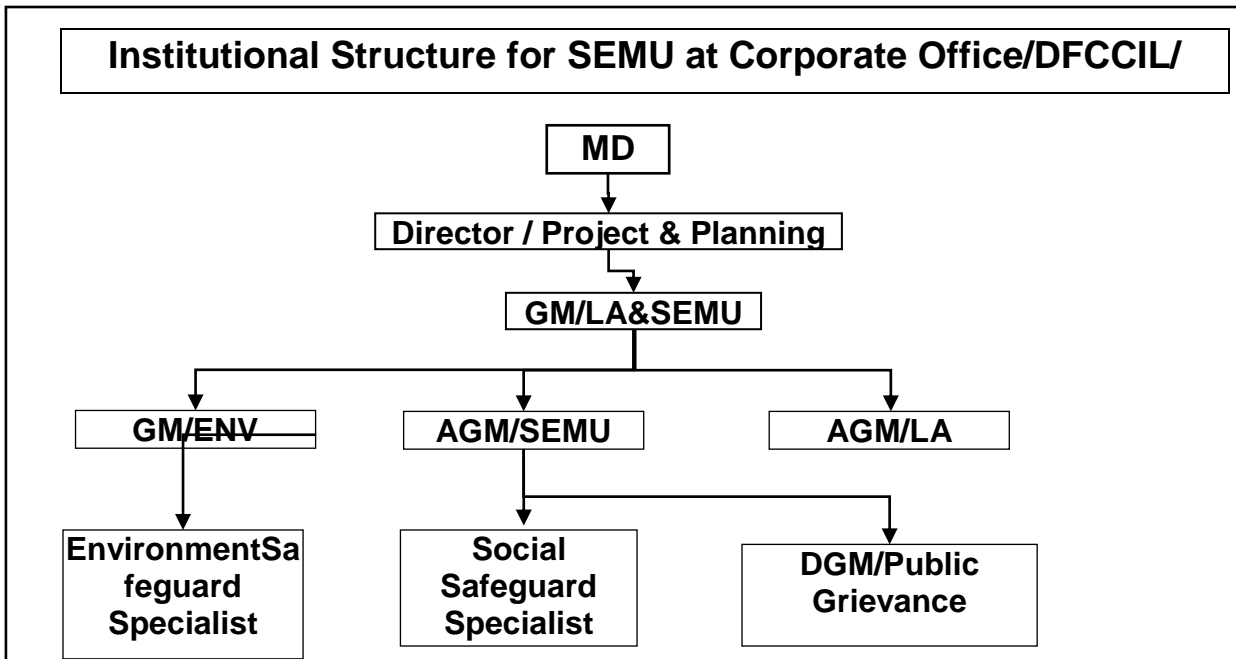 Institutional Structure for SEMU at Corporate Office/DFCCIL/
MD
Director / Project & Planning
GM/LA&SEMU
GM/ENV
AGM/SEMU
AGM/LA
EnvironmentSa
feguard
Specialist
Social
Safeguard
Specialist
DGM/Public
Grievance